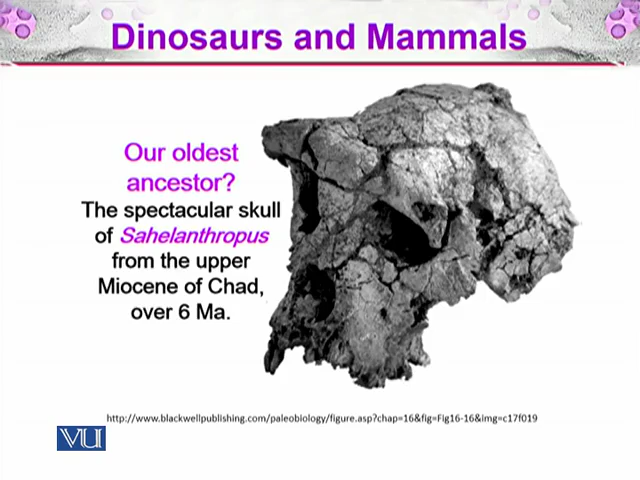 Dinosaurs and Mammals
Our oldest
ancestor?
The spectacular skull
of Sahelanthropus
from the upper
Miocene of Chad,
over 6 Ma.
http://www.blackwellpublishing.com/paleobiology/figure.asp?chap=16&fig=Fig16-16&img=c17f019
VU